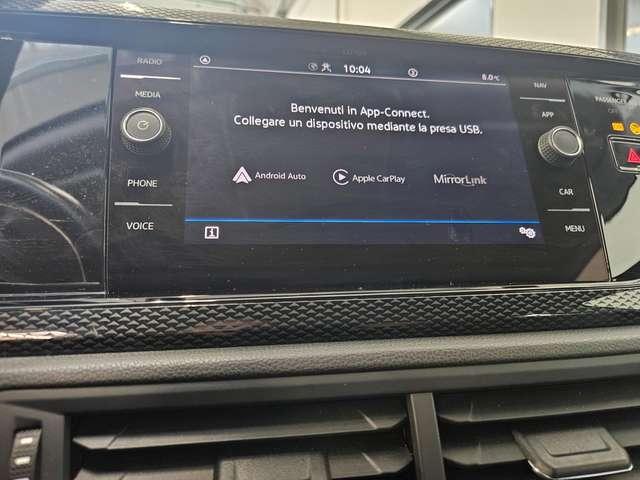 RADIO
MEDIA
PHONE
VOICE
10:04
8.0°C
Benvenuti in App-Connect.
Collegare un dispositivo mediante la presa USB.
Android Auto
Apple CarPlay
MirrorLink
NAV
APP
CAR
MENU
PASSENGER